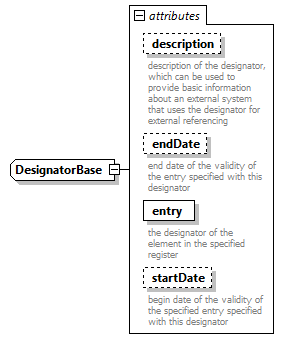 attributes
description
description of the designator,
which can be used to
provide basic information
about an external system
that uses the designator for
external referencing
endDate
end date of the validity of
the entry specified with this
designator
DesignatorBase
entry
the designator of the
element in the specified
register
startDate
begin date of the validity of
the specified entry specified
with this designator